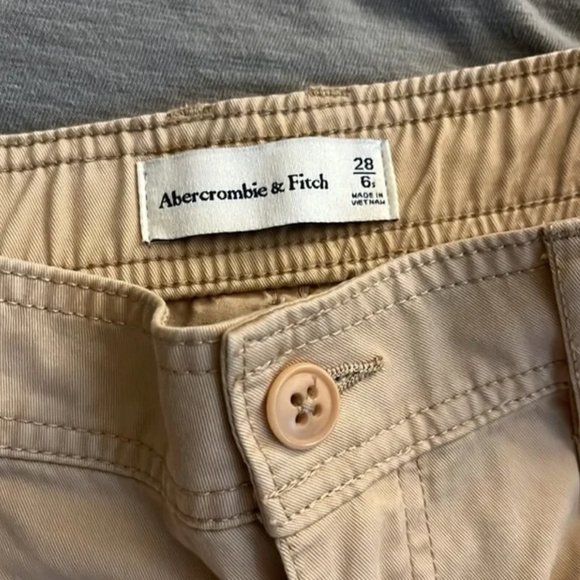 Abercrombie & Fitch
28
6s
MADE IN
VIETNAM